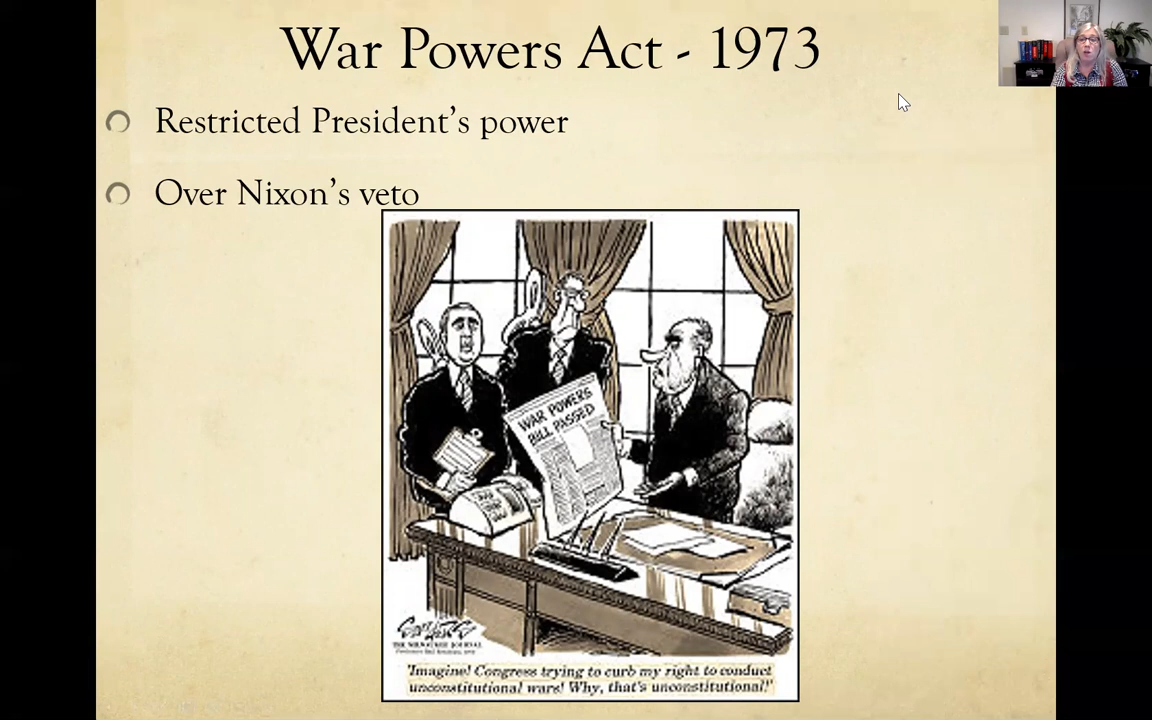 War Powers Act - 1973
Restricted President's power
Over Nixon's veto
WAR POWERS
BILL PASSED
THE MILWAUKEE JOURNAL
'Imagine! Congress trying to curb my right to conduct
unconstitutional wars! Why, that's unconstitutional!'